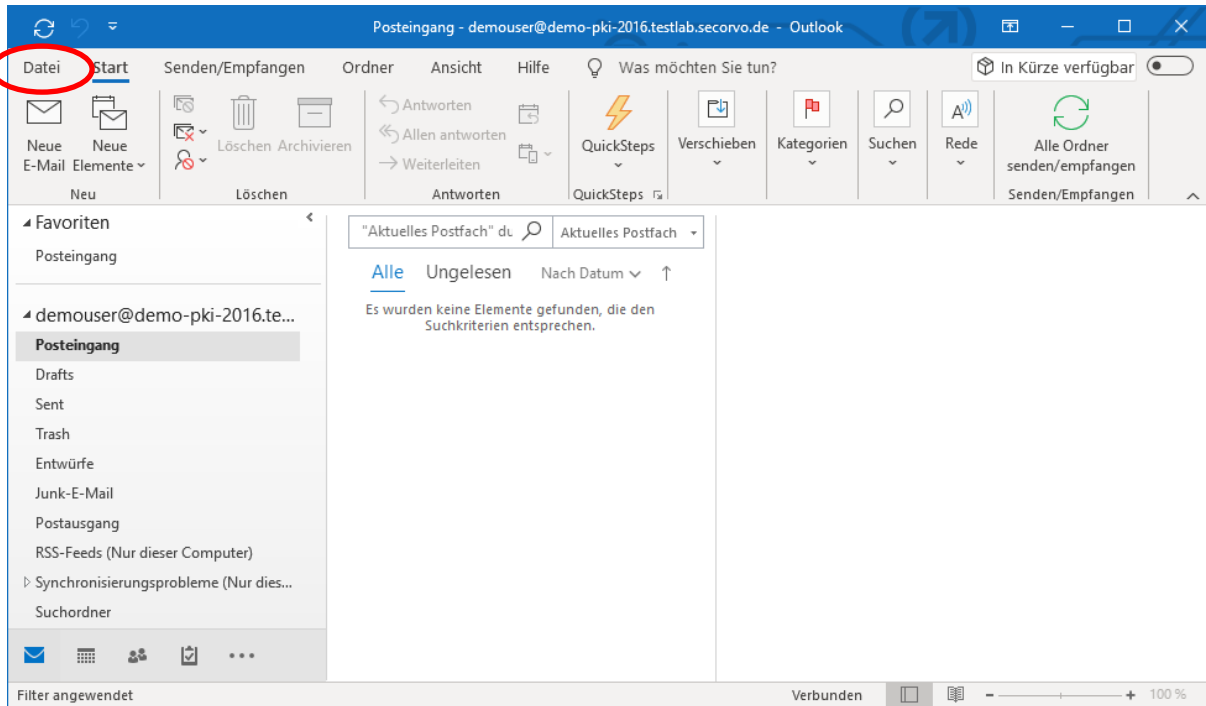 Posteingang - demouser@demo-pki-2016.testlab.secorvo.de - Outlook
Datei Start Senden/Empfangen Ordner Ansicht Hilfe Was möchten Sie tun? In Kürze verfügbar
Neue E-Mail
Neue Elemente
Neu
Löschen Archivieren
Löschen
Antworten
Allen antworten
Weiterleiten
Antworten
QuickSteps
QuickSteps
Verschieben
Kategorien
Suchen
Rede
Alle Ordner
senden/empfangen
Senden/Empfangen
Favoriten
Posteingang
demouser@demo-pki-2016.te...
Posteingang
Drafts
Sent
Trash
Entwürfe
Junk-E-Mail
Postausgang
RSS-Feeds (Nur dieser Computer)
Synchronisierungsprobleme (Nur dies...
Suchordner
"Aktuelles Postfach" du Aktuelles Postfach
Alle Ungelesen Nach Datum
Es wurden keine Elemente gefunden, die den
Suchkriterien entsprechen.
Filter angewendet Verbunden 100 %